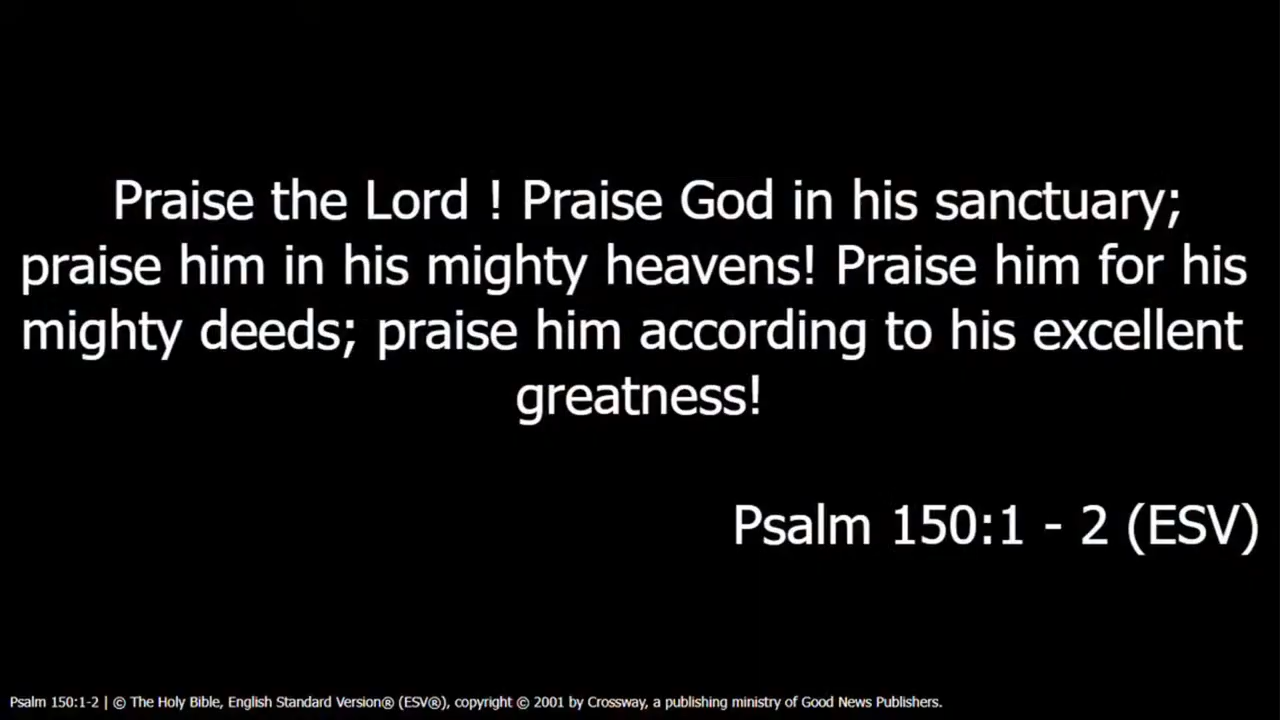 Praise the Lord ! Praise God in his sanctuary;
praise him in his mighty heavens! Praise him for his
mighty deeds; praise him according to his excellent
greatness!
Psalm 150:1 - 2 (ESV)
Psalm 150:1-2 | © The Holy Bible, English Standard Version® (ESV®), copyright © 2001 by Crossway, a publishing ministry of Good News Publishers.